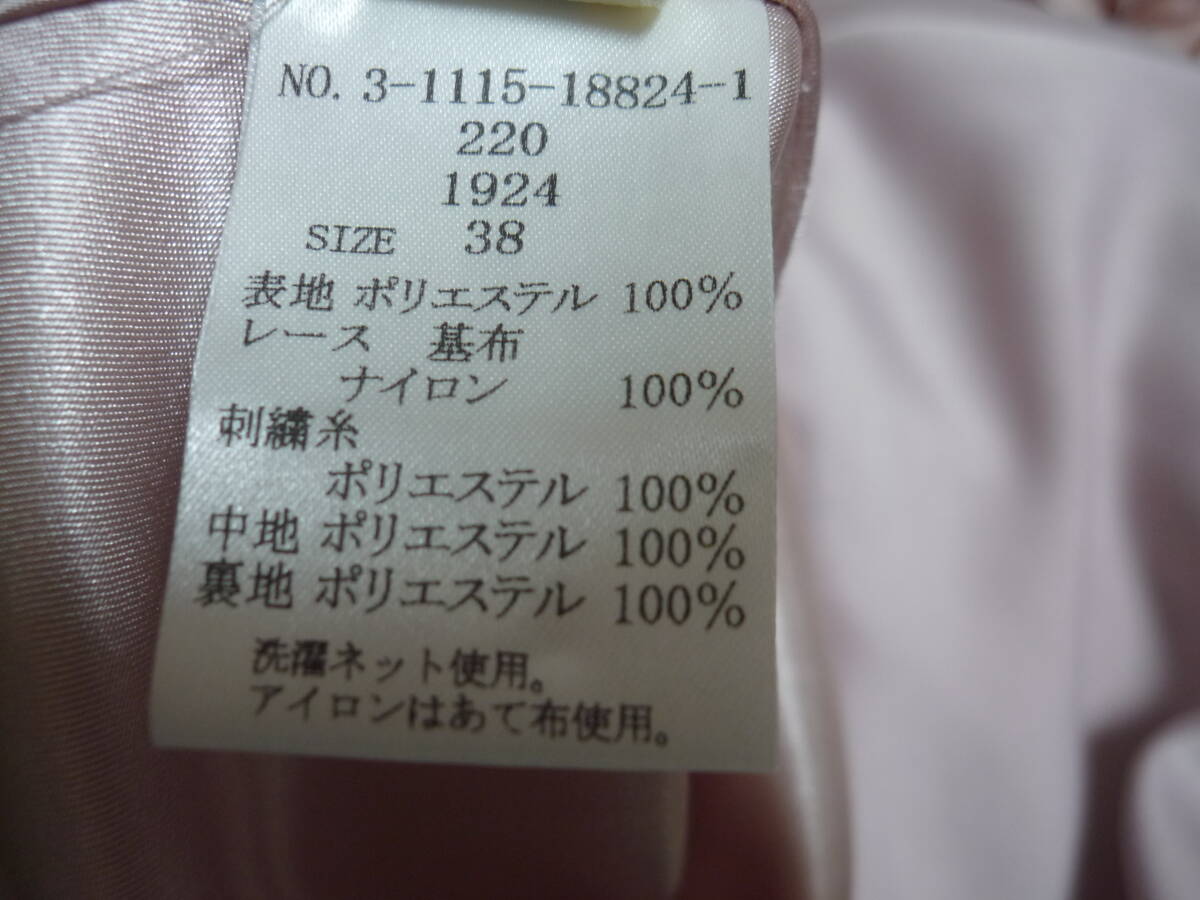 NO. 3-1115-18824-1
220
1924
SIZE 38
表地 ポリエステル 100%
レース 基布
ナイロン 100%
刺繍糸
ポリエステル 100%
中地 ポリエステル 100%
裏地 ポリエステル 100%
洗濯ネット使用。
アイロンはあて布使用。